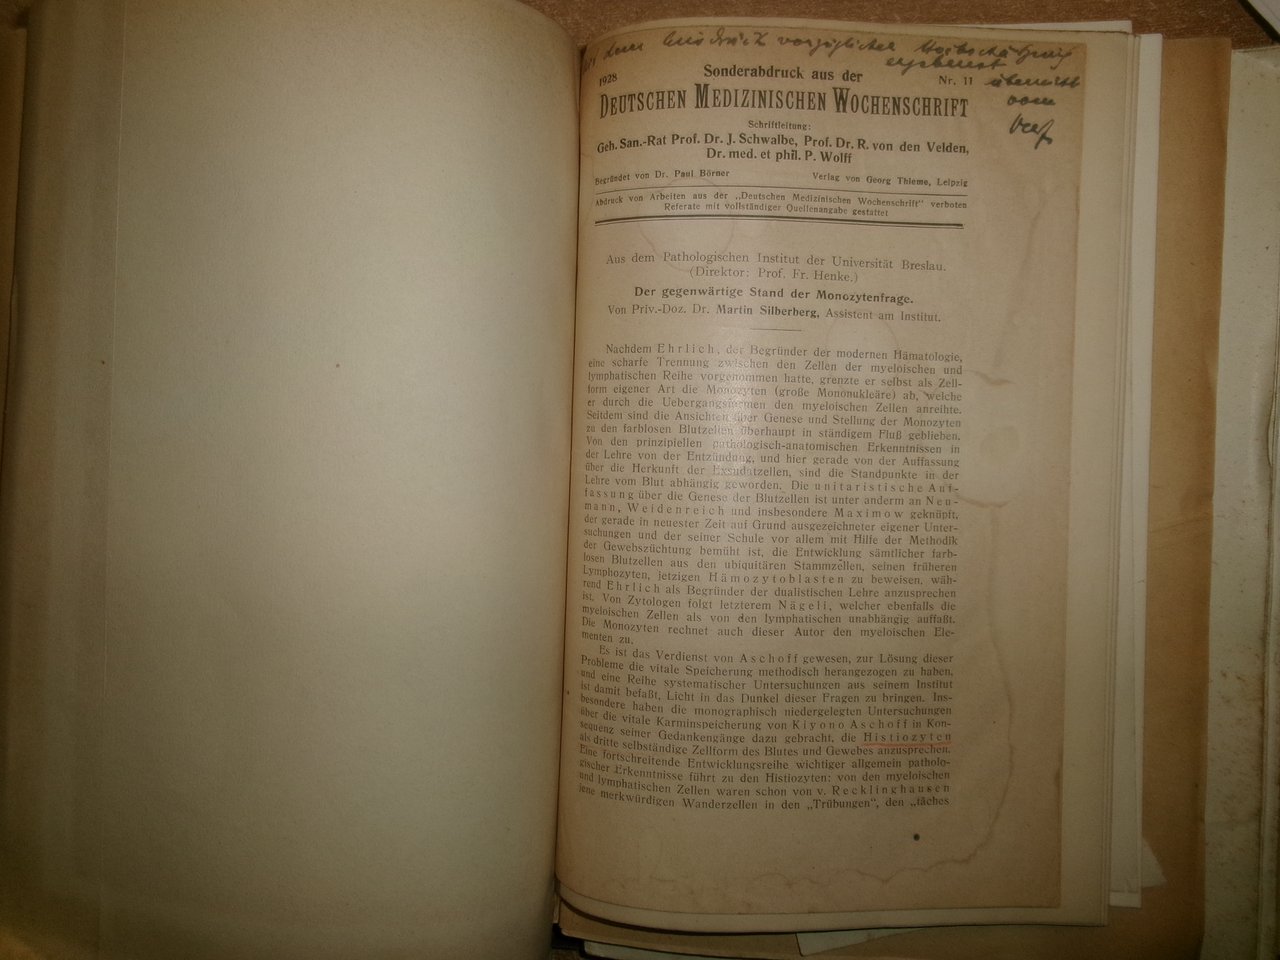 dem Ausdruck vorzüglicher Hochschätzung
ergebenst
überreicht
vom
Verf.
1928
Sonderabdruck aus der
Nr. 11
DEUTSCHEN MEDIZINISCHEN WOCHENSCHRIFT
Schriftleitung:
Geh. San.-Rat Prof. Dr. J. Schwalbe, Prof. Dr. R. von den Velden,
Dr. med. et phil. P. Wolff
Begründet von Dr. Paul Börner
Verlag von Georg Thieme, Leipzig
Abdruck von Arbeiten aus der „Deutschen Medizinischen Wochenschrift" verboten
Referate mit vollständiger Quellenangabe gestattet
Aus dem Pathologischen Institut der Universität Breslau.
(Direktor: Prof. Fr. Henke.)
Der gegenwärtige Stand der Monozytenfrage.
Von Priv.-Doz. Dr. Martin Silberberg, Assistent am Institut.
Nachdem Ehrlich, der Begründer der modernen Hämatologie,
eine scharfe Trennung zwischen den Zellen der myeloischen und
lymphatischen Reihe vorgenommen hatte, grenzte er selbst als Zell-
form eigener Art die Monozyten (große Mononukleäre) ab, welche
er durch die Uebergangsformen den myeloischen Zellen anreihte.
Seitdem sind die Ansichten über Genese und Stellung der Monozyten
zu den farblosen Blutzellen überhaupt in ständigem Fluß geblieben.
Von den prinzipiellen pathologisch-anatomischen Erkenntnissen in
der Lehre von der Entzündung, und hier gerade von der Auffassung
über die Herkunft der Exsudatzellen, sind die Standpunkte in der
Lehre vom Blut abhängig geworden. Die unitaristische Auf-
fassung über die Genese der Blutzellen ist unter anderm an Neu-
mann, Weidenreich und insbesondere Maximow geknüpft,
der gerade in neuester Zeit auf Grund ausgezeichneter eigener Unter-
suchungen und der seiner Schule vor allem mit Hilfe der Methodik
der Gewebszüchtung bemüht ist, die Entwicklung sämtlicher farb-
losen Blutzellen aus den ubiquitären Stammzellen, seinen früheren
Lymphozyten, jetzigen Hämozytoblasten zu beweisen, wäh-
rend Ehrlich als Begründer der dualistischen Lehre anzusprechen
ist. Von Zytologen folgt letzterem Nägeli, welcher ebenfalls die
myeloischen Zellen als von den lymphatischen unabhängig auffaßt.
Die Monozyten rechnet auch dieser Autor den myeloischen Ele-
menten zu.
Es ist das Verdienst von Aschoff gewesen, zur Lösung dieser
Probleme die vitale Speicherung methodisch herangezogen zu haben,
und eine Reihe systematischer Untersuchungen aus seinem Institut
ist damit befaßt, Licht in das Dunkel dieser Fragen zu bringen. Ins-
besondere haben die monographisch niedergelegten Untersuchungen
über die vitale Karminspeicherung von Kiyono Aschoff in Kon-
sequenz seiner Gedankengänge dazu gebracht, die Histiozyten
als dritte selbständige Zellform des Blutes und Gewebes anzusprechen.
Eine fortschreitende Entwicklungsreihe wichtiger allgemein patholo-
gischer Erkenntnisse führt zu den Histiozyten: von den myeloischen
und lymphatischen Zellen waren schon von v. Recklinghausen
jene merkwürdigen Wanderzellen in den „Trübungen", den „tâches